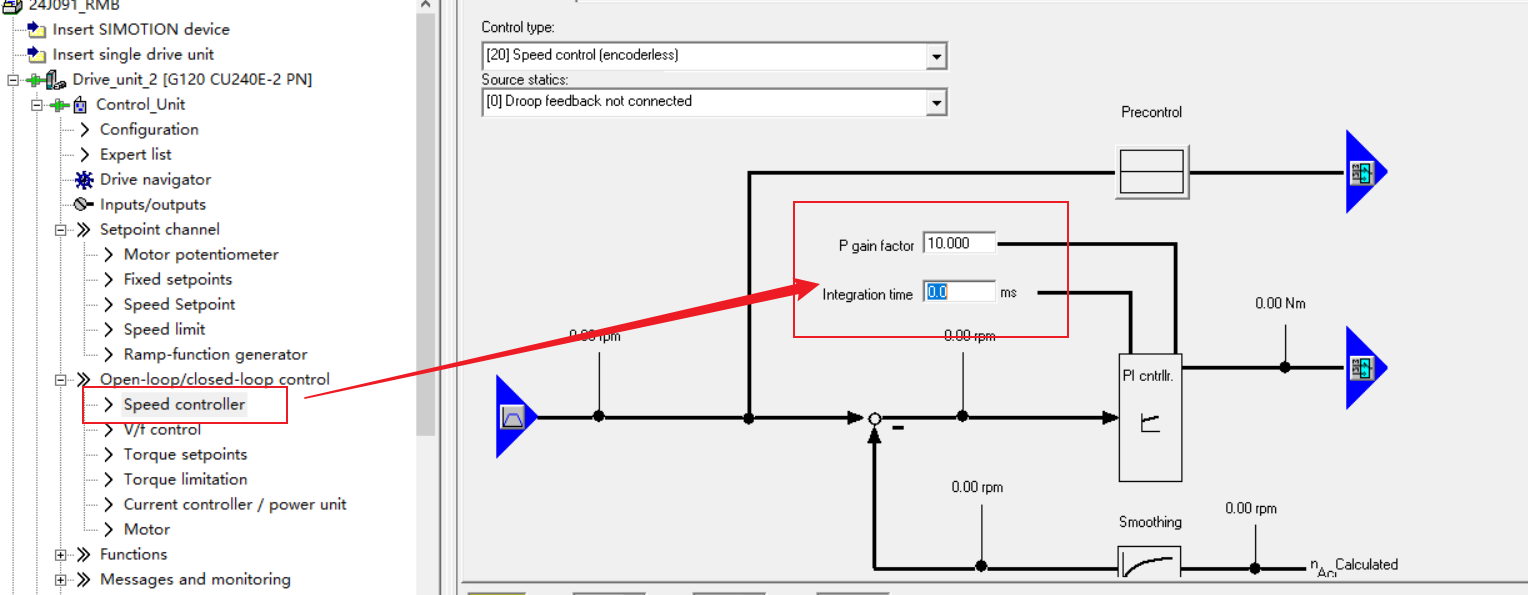 24J091_RMB
Insert SIMOTION device
Insert single drive unit
Drive_unit_2 [G120 CU240E-2 PN]
Control_Unit
Configuration
Expert list
Drive navigator
Inputs/outputs
Setpoint channel
Motor potentiometer
Fixed setpoints
Speed Setpoint
Speed limit
Ramp-function generator
Open-loop/closed-loop control
Speed controller
V/f control
Torque setpoints
Torque limitation
Current controller / power unit
Motor
Functions
Messages and monitoring
Control type:
[20] Speed control (encoderless)
Source statics:
[0] Droop feedback not connected
Precontrol
P gain factor 10.000
Integration time 0.0 ms
0.00 rpm
0.00 rpm
0.00 Nm
PI cntrllr.
0.00 rpm
Smoothing
0.00 rpm
n Act Calculated